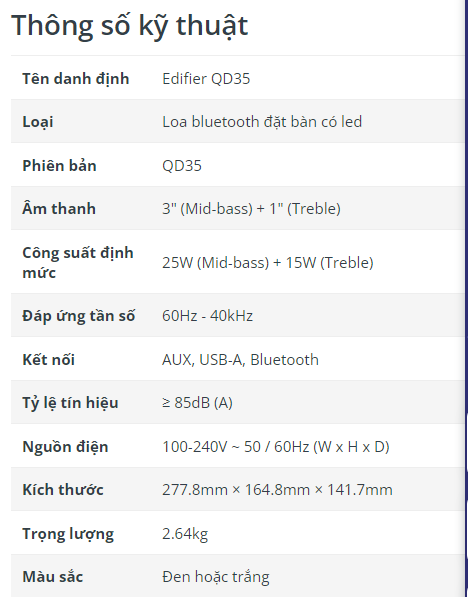 Thông số kỹ thuật
Tên danh định Edifier QD35
Loại Loa bluetooth đặt bàn có led
Phiên bản QD35
Âm thanh 3" (Mid-bass) + 1" (Treble)
Công suất định
mức 25W (Mid-bass) + 15W (Treble)
Đáp ứng tần số 60Hz - 40kHz
Kết nối AUX, USB-A, Bluetooth
Tỷ lệ tín hiệu ≥ 85dB (A)
Nguồn điện 100-240V ~ 50 / 60Hz (W x H x D)
Kích thước 277.8mm × 164.8mm × 141.7mm
Trọng lượng 2.64kg
Màu sắc Đen hoặc trắng